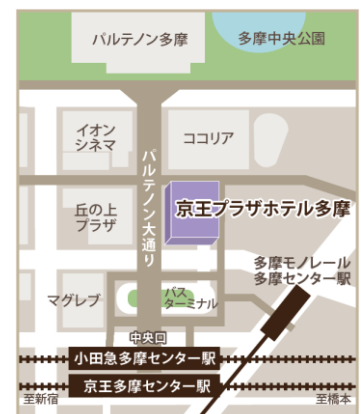 パルテノン多摩
多摩中央公園
イオン
シネマ
ココリア
パルテノン大通り
丘の上
プラザ
京王プラザホテル多摩
多摩モノレール
多摩センター駅
マグレブ
バス
ターミナル
中央口
小田急多摩センター駅
京王多摩センター駅
至新宿
至橋本